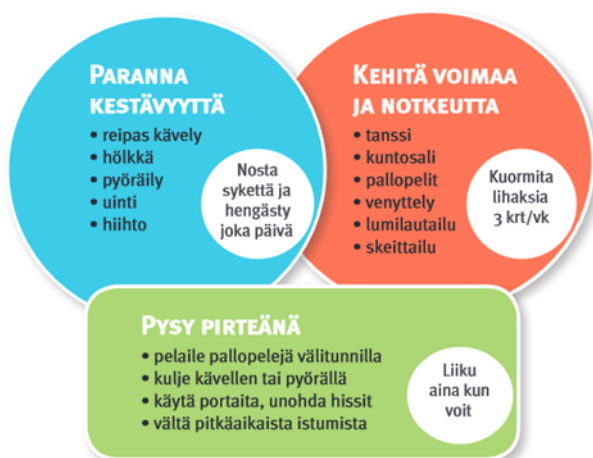 PARANNA
KESTÄVYYTTÄ
• reipas kävely
• hölkkä
• pyöräily
• uinti
• hiihto
Nosta
sykettä ja
hengästy
joka päivä
KEHITÄ VOIMAA
JA NOTKEUTTA
• tanssi
• kuntosali
• pallopelit
• venyttely
• lumilautailu
• skeittailu
Kuormita
lihaksia
3 krt/vk
PYSY PIRTEÄNÄ
• pelaile pallopelejä välitunnilla
• kulje kävellen tai pyörällä
• käytä portaita, unohda hissit
• vältä pitkäaikaista istumista
Liiku
aina kun
voit